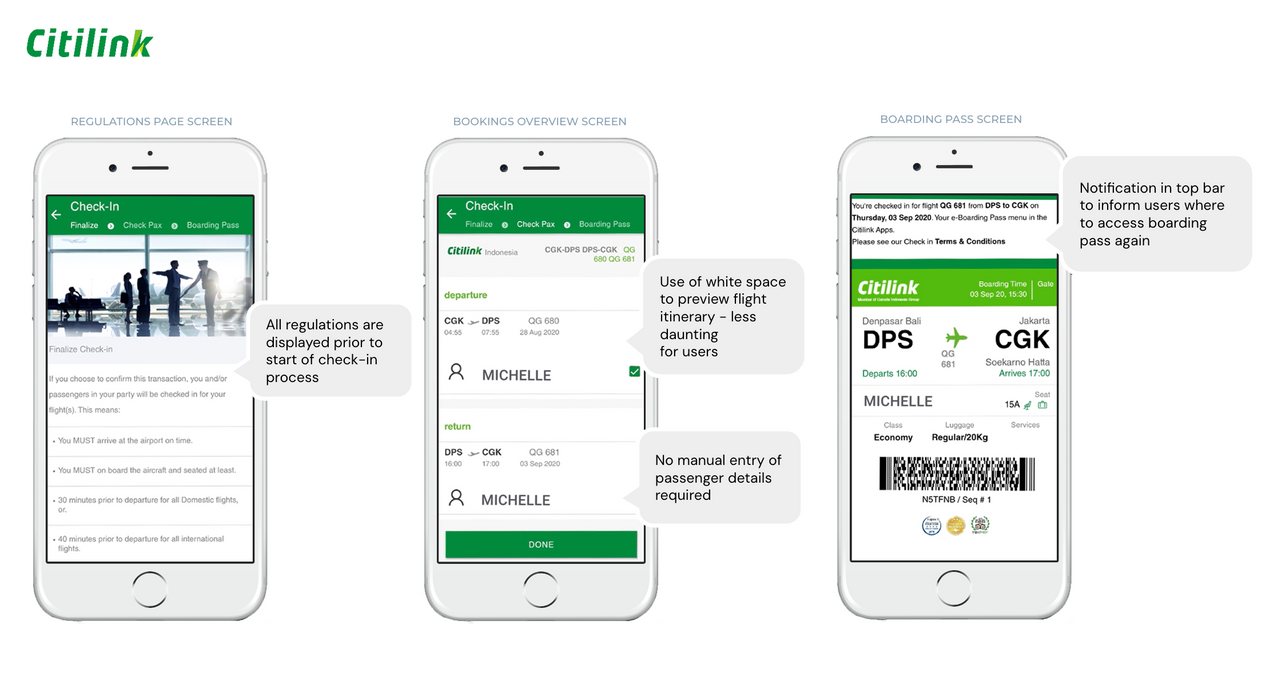 Citilink
REGULATIONS PAGE SCREEN
Check-In
Finalize
Check Pax
Boarding Pass
Finalize Check-in
If you choose to confirm this transaction, you and/or
passengers in your party will be checked in for your
flight(s). This means:
• You MUST arrive at the airport on time.
• You MUST on board the aircraft and seated at least.
• 30 minutes prior to departure for all Domestic flights,
or.
• 40 minutes prior to departure for all international
flights.
All regulations are
displayed prior to
start of check-in
process
BOOKINGS OVERVIEW SCREEN
Check-In
Finalize
Check Pax
Boarding Pass
Citilink Indonesia
CGK-DPS DPS-CGK QG
680 QG 681
departure
CGK DPS QG 680
04:55 07:55 28 Aug 2020
MICHELLE
return
DPS CGK QG 681
16:00 17:00 03 Sep 2020
MICHELLE
DONE
Use of white space
to preview flight
itinerary - less
daunting
for users
No manual entry of
passenger details
required
BOARDING PASS SCREEN
You're checked in for flight QG 681 from DPS to CGK on
Thursday, 03 Sep 2020. Your e-Boarding Pass menu in the
Citilink Apps.
Please see our Check in Terms & Conditions
Citilink
Member of Garuda Indonesia Group
Boarding Time Gate
03 Sep 20, 15:30
Denpasar Bali Jakarta
DPS CGK
QG
681
Soekarno Hatta
Departs 16:00 Arrives 17:00
MICHELLE
Seat
15A
Class Luggage Services
Economy Regular/20Kg
N5TFNB / Seq # 1
Notification in top bar
to inform users where
to access boarding
pass again